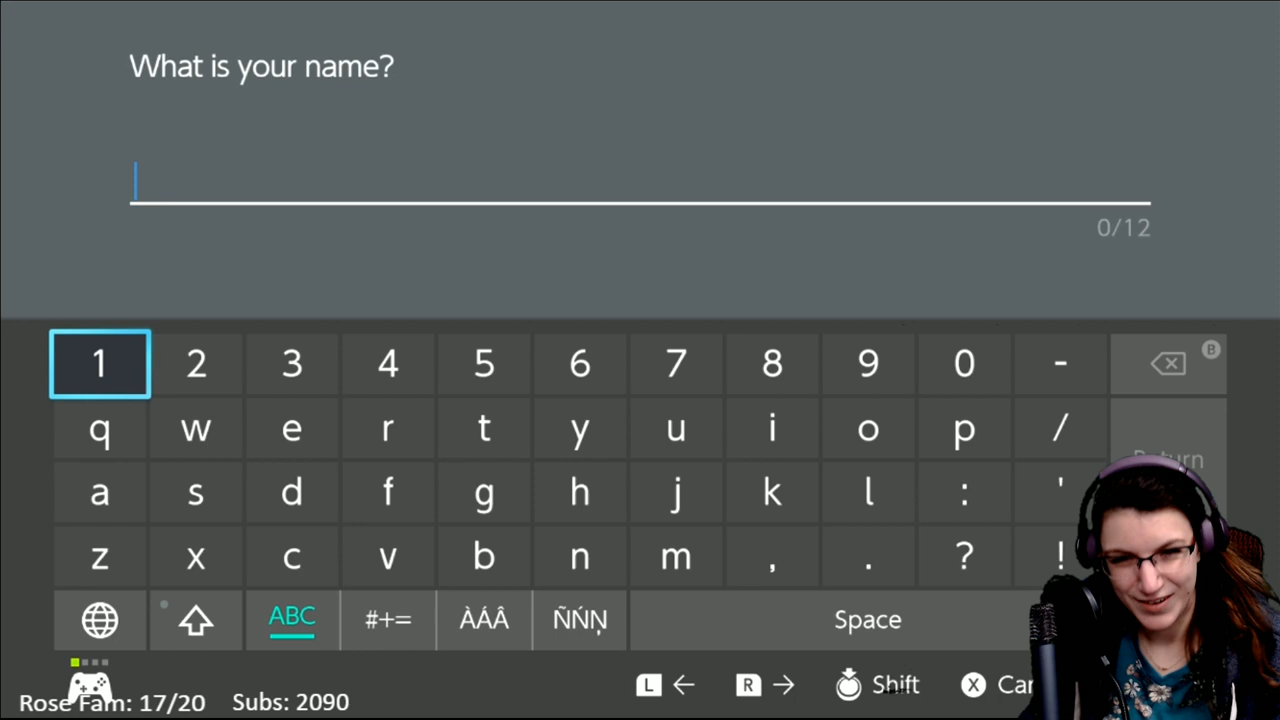 What is your name?
0/12
1 2 3 4 5 6 7 8 9 0 - B
q w e r t y u i o p / Return
a s d f g h j k l : '
z x c v b n m , . ? !
ABC #+= ÀÁÂ ÑŃŅ Space
L ← R → Shift X
Rose Fam: 17/20 Subs: 2090